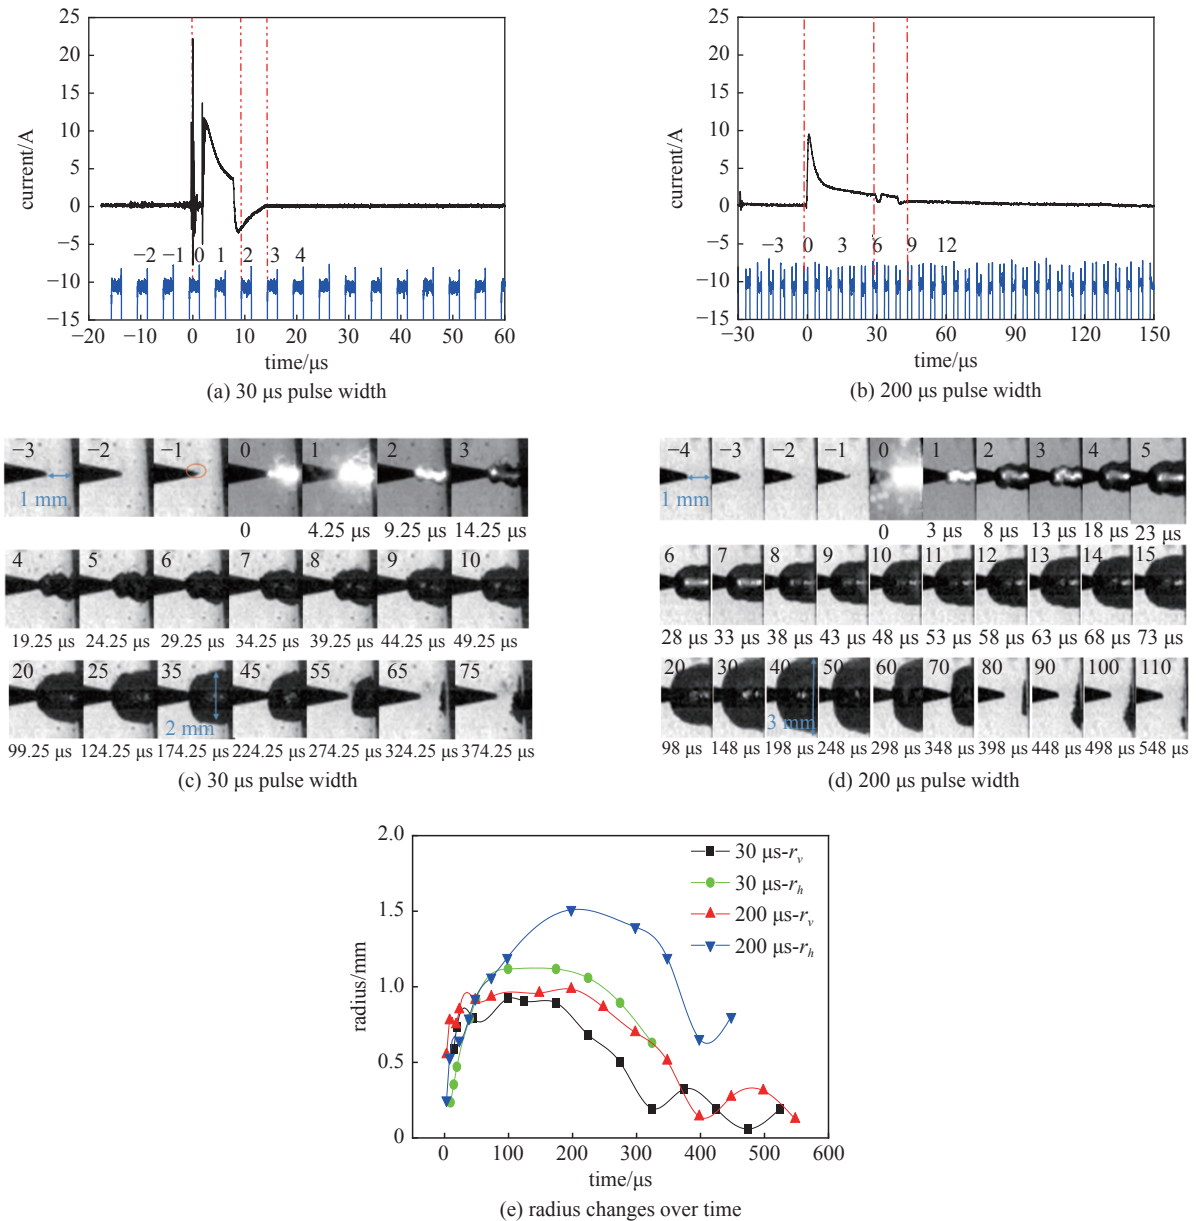 25
20
15
10
5
0
−5
−10
−15
current/A
−2 −1 0 1 2 3 4
−20 −10 0 10 20 30 40 50 60
time/μs
(a) 30 μs pulse width
25
20
15
10
5
0
−5
−10
−15
current/A
−3 0 3 6 9 12
−30 0 30 60 90 120 150
time/μs
(b) 200 μs pulse width
−3 −2 −1 0 1 2 3
1 mm
0 4.25 μs 9.25 μs 14.25 μs
4 5 6 7 8 9 10
19.25 μs 24.25 μs 29.25 μs 34.25 μs 39.25 μs 44.25 μs 49.25 μs
20 25 35 45 55 65 75
2 mm
99.25 μs 124.25 μs 174.25 μs 224.25 μs 274.25 μs 324.25 μs 374.25 μs
(c) 30 μs pulse width
−4 −3 −2 −1 0 1 2 3 4 5
1 mm
0 3 μs 8 μs 13 μs 18 μs 23 μs
6 7 8 9 10 11 12 13 14 15
28 μs 33 μs 38 μs 43 μs 48 μs 53 μs 58 μs 63 μs 68 μs 73 μs
20 30 40 50 60 70 80 90 100 110
3 mm
98 μs 148 μs 198 μs 248 μs 298 μs 348 μs 398 μs 448 μs 498 μs 548 μs
(d) 200 μs pulse width
2.0
1.5
1.0
0.5
0
radius/mm
30 μs-rᵥ
30 μs-rₕ
200 μs-rᵥ
200 μs-rₕ
0 100 200 300 400 500 600
time/μs
(e) radius changes over time